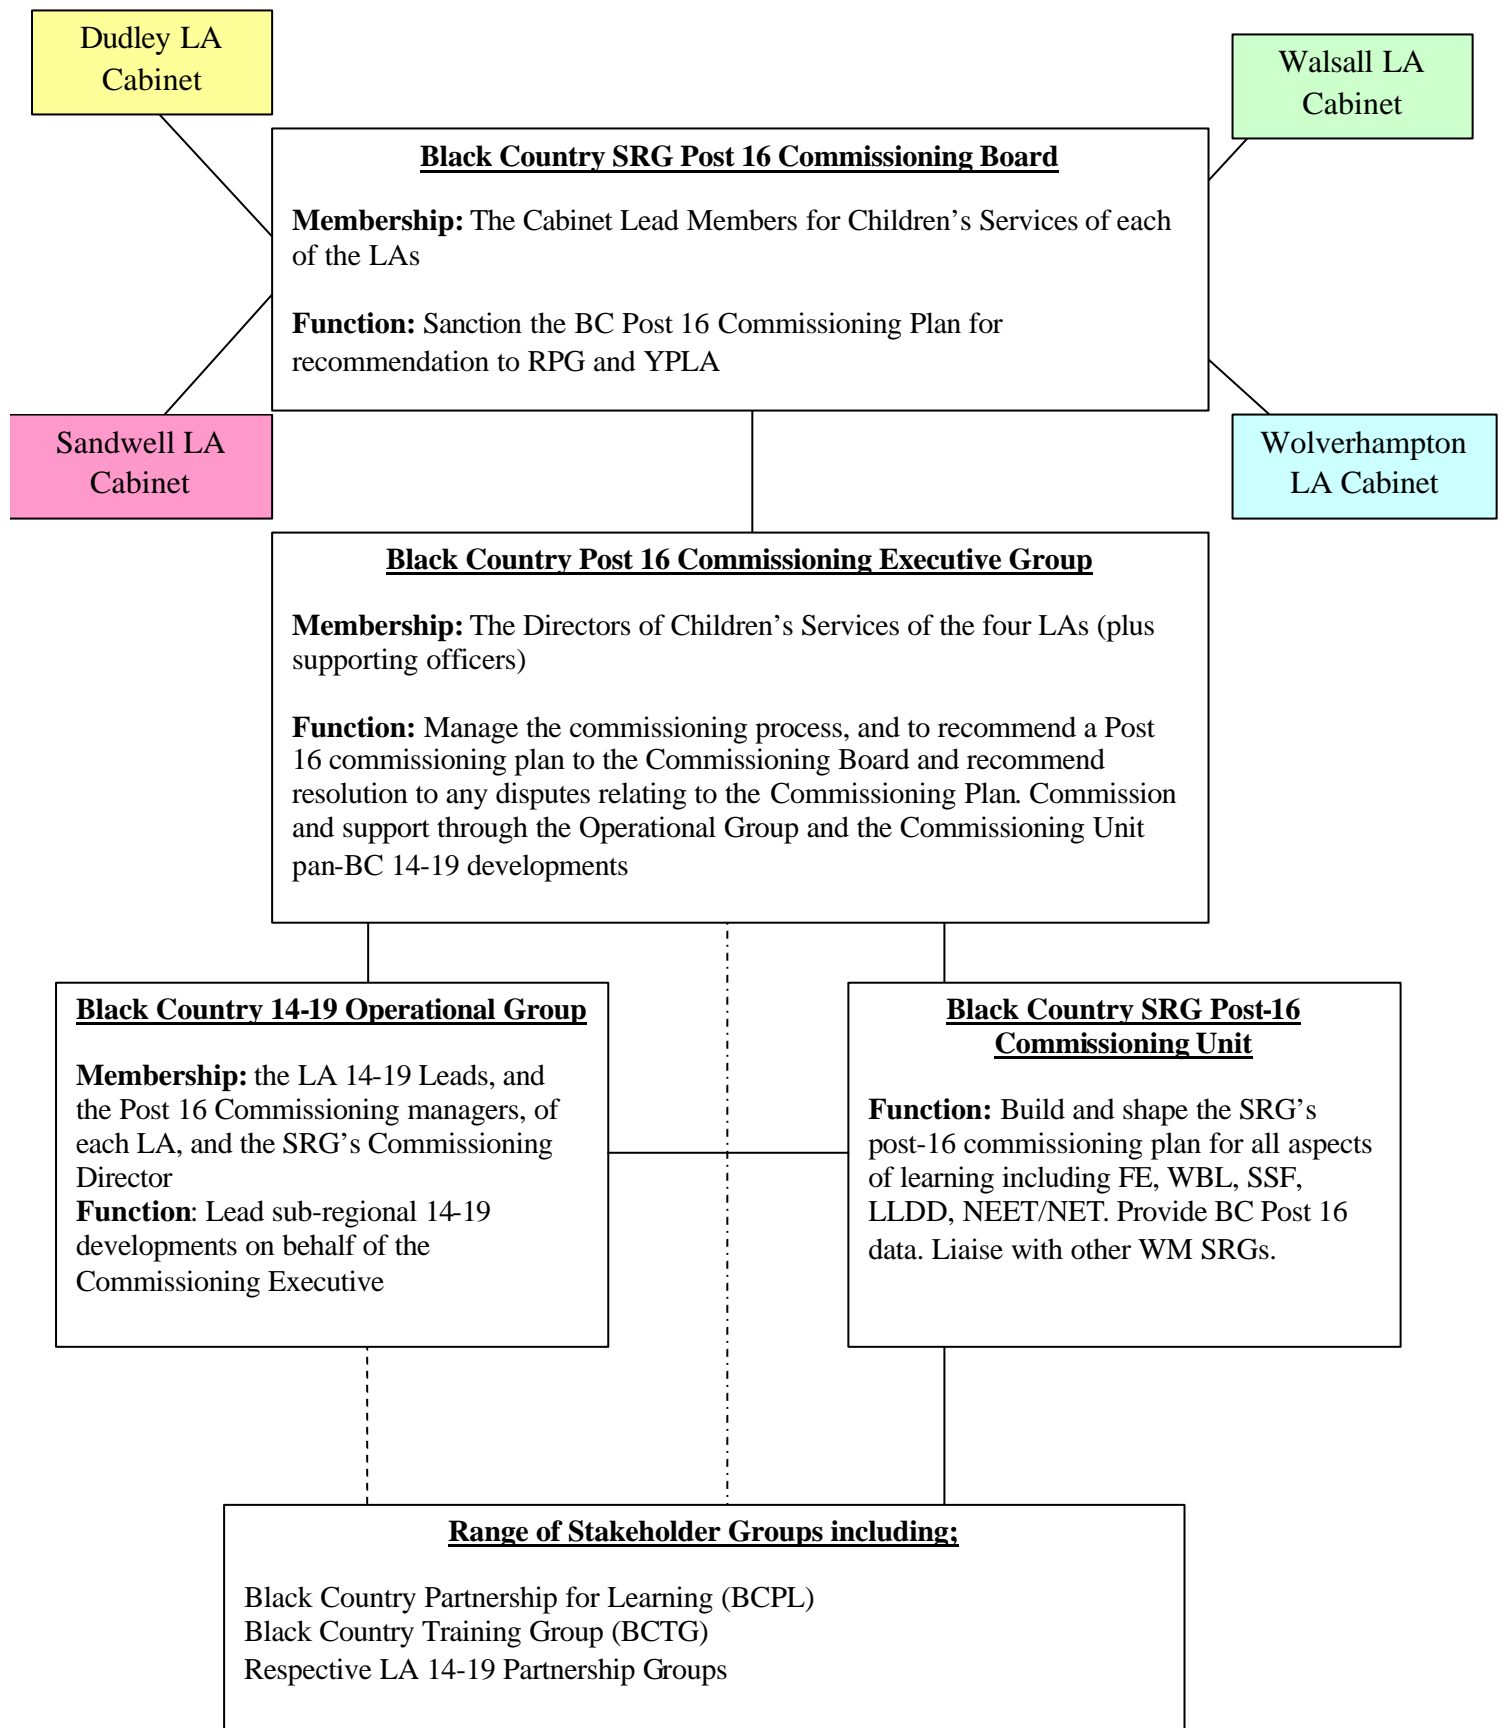 Dudley LA
Cabinet
Walsall LA
Cabinet
Black Country SRG Post 16 Commissioning Board
Membership: The Cabinet Lead Members for Children’s Services of each
of the LAs
Function: Sanction the BC Post 16 Commissioning Plan for
recommendation to RPG and YPLA
Sandwell LA
Cabinet
Wolverhampton
LA Cabinet
Black Country Post 16 Commissioning Executive Group
Membership: The Directors of Children’s Services of the four LAs (plus
supporting officers)
Function: Manage the commissioning process, and to recommend a Post
16 commissioning plan to the Commissioning Board and recommend
resolution to any disputes relating to the Commissioning Plan. Commission
and support through the Operational Group and the Commissioning Unit
pan-BC 14-19 developments
Black Country 14-19 Operational Group
Membership: the LA 14-19 Leads, and
the Post 16 Commissioning managers, of
each LA, and the SRG’s Commissioning
Director
Function: Lead sub-regional 14-19
developments on behalf of the
Commissioning Executive
Black Country SRG Post-16
Commissioning Unit
Function: Build and shape the SRG’s
post-16 commissioning plan for all aspects
of learning including FE, WBL, SSF,
LLDD, NEET/NET. Provide BC Post 16
data. Liaise with other WM SRGs.
Range of Stakeholder Groups including;
Black Country Partnership for Learning (BCPL)
Black Country Training Group (BCTG)
Respective LA 14-19 Partnership Groups